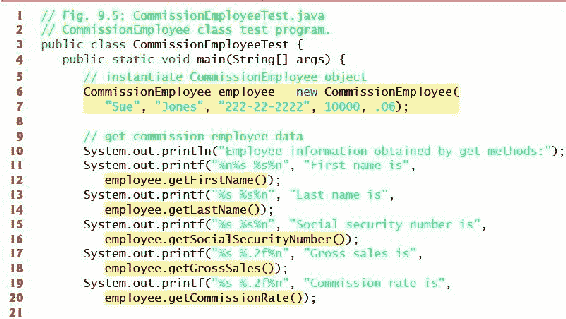 1 // Fig. 9.5: CommissionEmployeeTest.java
2 // CommissionEmployee class test program.
3 public class CommissionEmployeeTest {
4 public static void main(String[] args) {
5 // instantiate CommissionEmployee object
6 CommissionEmployee employee new CommissionEmployee(
7 "Sue", "Jones", "222-22-2222", 10000, .06);
8
9 // get commission employee data
10 System.out.println("Employee information obtained by get methods:");
11 System.out.printf("%n%s %s%n", "First name is",
12 employee.getFirstName());
13 System.out.printf("%s %s%n", "Last name is",
14 employee.getLastName());
15 System.out.printf("%s %s%n", "Social security number is",
16 employee.getSocialSecurityNumber());
17 System.out.printf("%s %.2f%n", "Gross sales is",
18 employee.getGrossSales());
19 System.out.printf("%s %.2f%n", "Commission rate is",
20 employee.getCommissionRate());
21